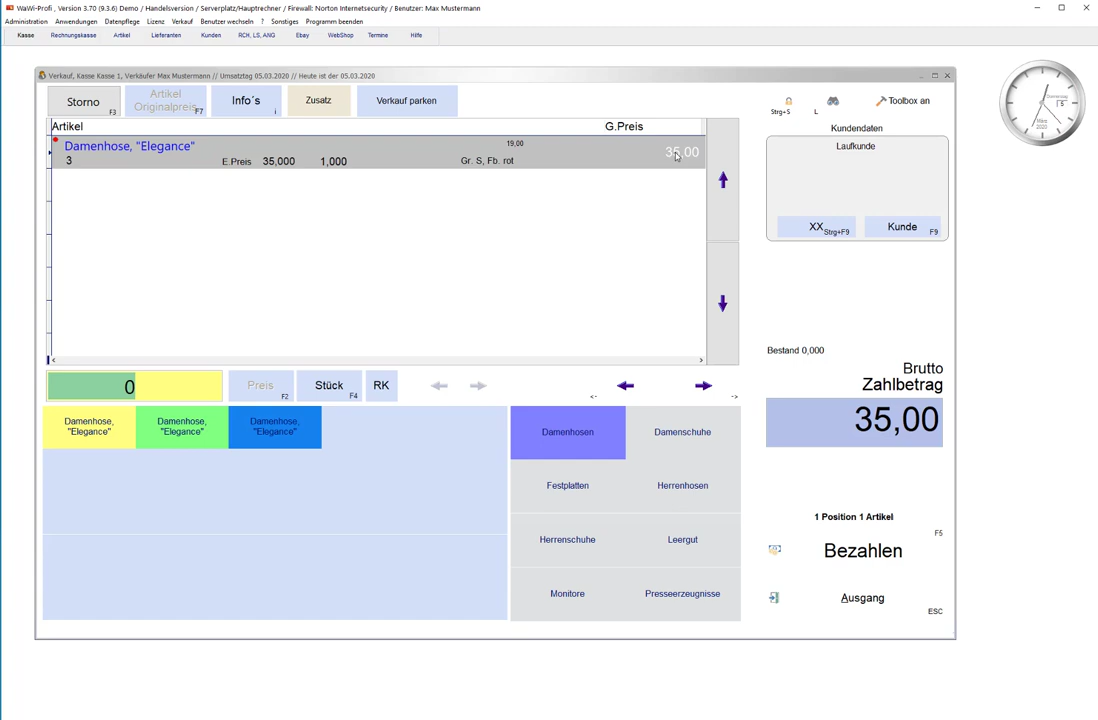 WaWi-Profi , Version 3.70 (9.3.6) Demo / Handelsversion / Serverplatz/Hauptrechner / Firewall: Norton Internetsecurity / Benutzer: Max Mustermann
Administration Anwendungen Datenpflege Lizenz Verkauf Benutzer wechseln ? Sonstiges Programm beenden
Kasse Rechnungskasse Artikel Lieferanten Kunden RCH, LS, ANG Ebay WebShop Termine Hilfe
Verkauf, Kasse Kasse 1, Verkäufer Max Mustermann // Umsatztag 05.03.2020 // Heute ist der 05.03.2020
Storno F3
Artikel Originalpreis F7
Info´s i
Zusatz
Verkauf parken
Strg+S
L
Toolbox an
Artikel G.Preis
Damenhose, "Elegance" 19,00 35,00
3 E.Preis 35,000 1,000 Gr. S, Fb. rot
Kundendaten
Laufkunde
XX Strg+F9
Kunde F9
Donnerstag
5
März
2020
Bestand 0,000
Brutto
Zahlbetrag
35,00
0
Preis F2
Stück F4
RK
<-
->
Damenhose, "Elegance"
Damenhose, "Elegance"
Damenhose, "Elegance"
Damenhosen Damenschuhe
Festplatten Herrenhosen
Herrenschuhe Leergut
Monitore Presseerzeugnisse
1 Position 1 Artikel
F5
Bezahlen
Ausgang
ESC